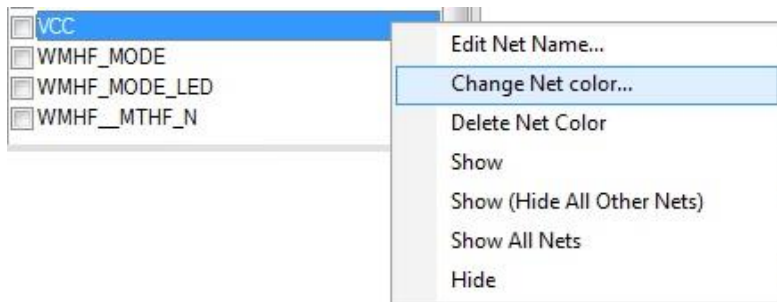 VCC
WMHF_MODE
WMHF_MODE_LED
WMHF__MTHF_N
Edit Net Name...
Change Net color...
Delete Net Color
Show
Show (Hide All Other Nets)
Show All Nets
Hide